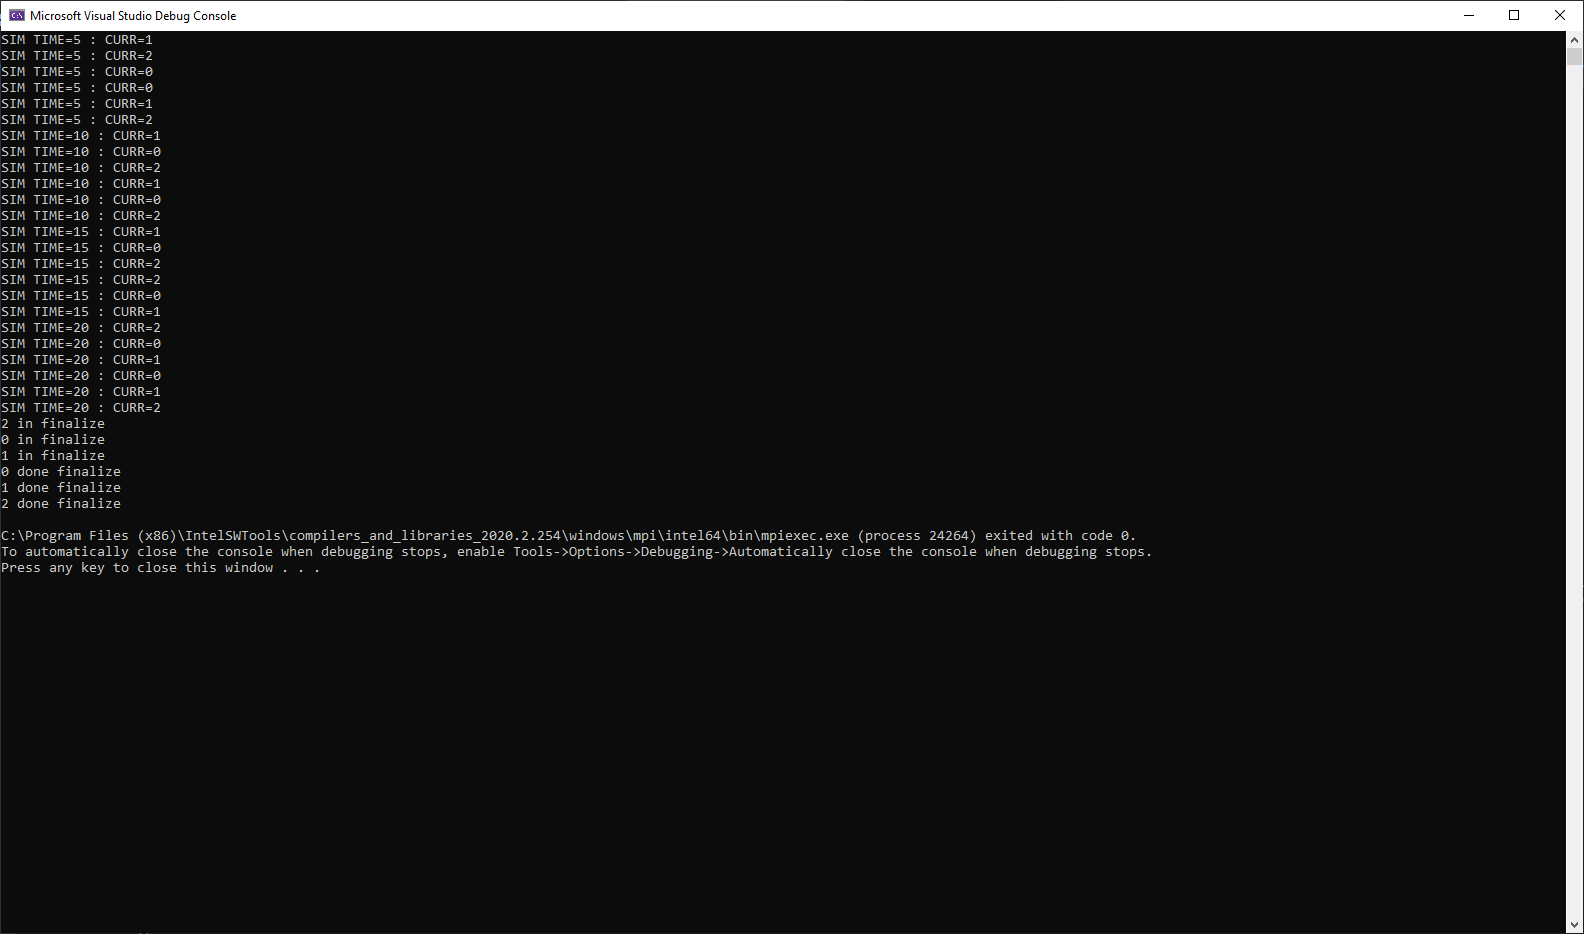 Microsoft Visual Studio Debug Console
SIM TIME=5 : CURR=1
SIM TIME=5 : CURR=2
SIM TIME=5 : CURR=0
SIM TIME=5 : CURR=0
SIM TIME=5 : CURR=1
SIM TIME=5 : CURR=2
SIM TIME=10 : CURR=1
SIM TIME=10 : CURR=0
SIM TIME=10 : CURR=2
SIM TIME=10 : CURR=1
SIM TIME=10 : CURR=0
SIM TIME=10 : CURR=2
SIM TIME=15 : CURR=1
SIM TIME=15 : CURR=0
SIM TIME=15 : CURR=2
SIM TIME=15 : CURR=2
SIM TIME=15 : CURR=0
SIM TIME=15 : CURR=1
SIM TIME=20 : CURR=2
SIM TIME=20 : CURR=0
SIM TIME=20 : CURR=1
SIM TIME=20 : CURR=0
SIM TIME=20 : CURR=1
SIM TIME=20 : CURR=2
2 in finalize
0 in finalize
1 in finalize
0 done finalize
1 done finalize
2 done finalize
C:\Program Files (x86)\IntelSWTools\compilers_and_libraries_2020.2.254\windows\mpi\intel64\bin\mpiexec.exe (process 24264) exited with code 0.
To automatically close the console when debugging stops, enable Tools->Options->Debugging->Automatically close the console when debugging stops.
Press any key to close this window . . .